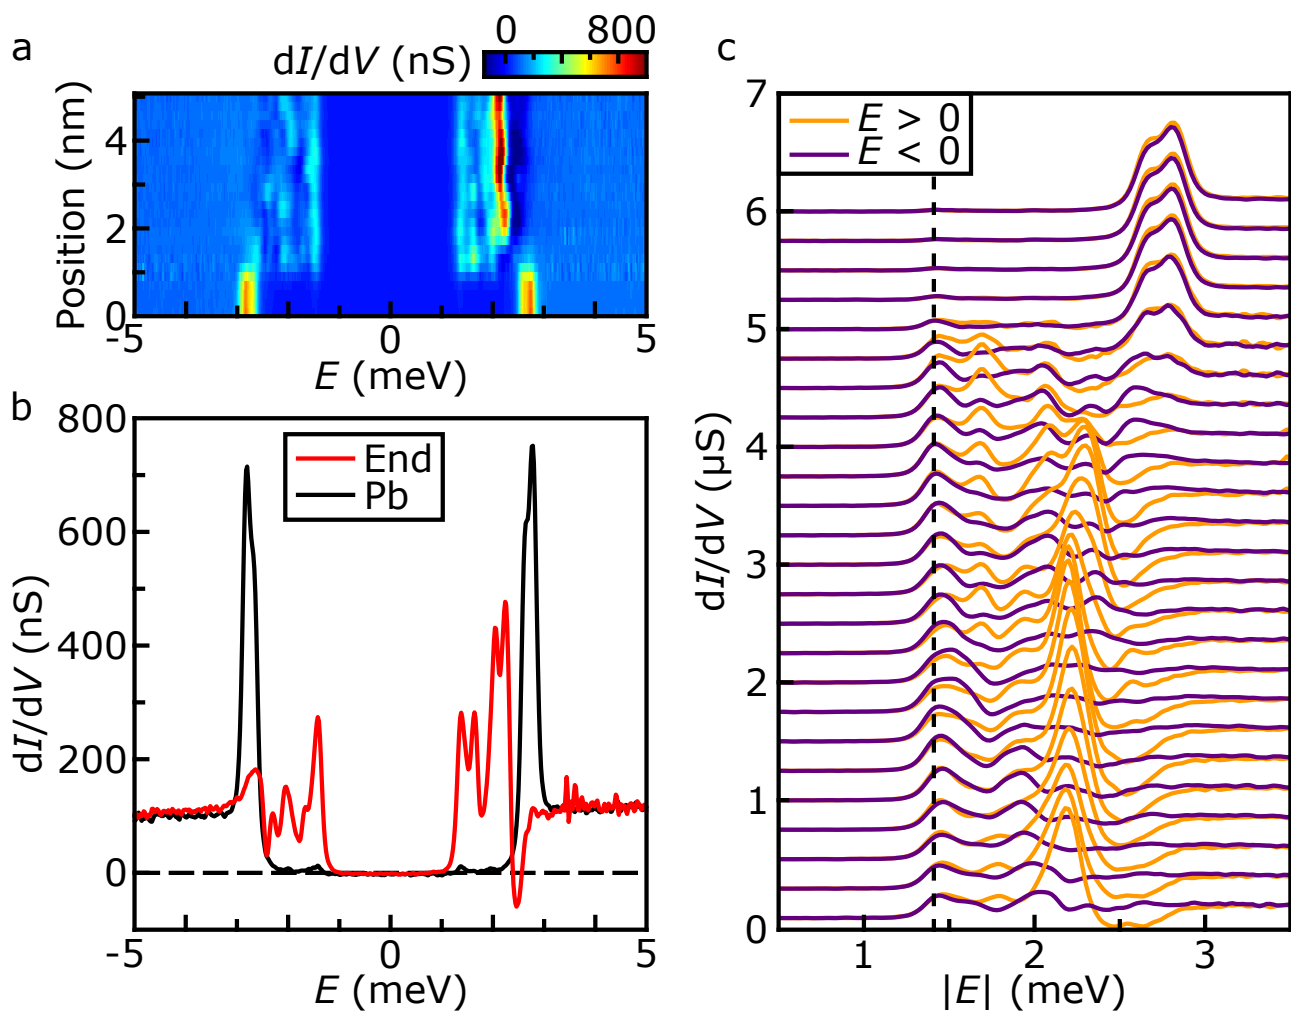 a
dI/dV (nS)
0 800
Position (nm)
4
2
0
-5 0 5
E (meV)
b
dI/dV (nS)
800
600
400
200
0
End
Pb
-5 0 5
E (meV)
c
dI/dV (µS)
7
6
5
4
3
2
1
0
E > 0
E < 0
1 2 3
|E| (meV)